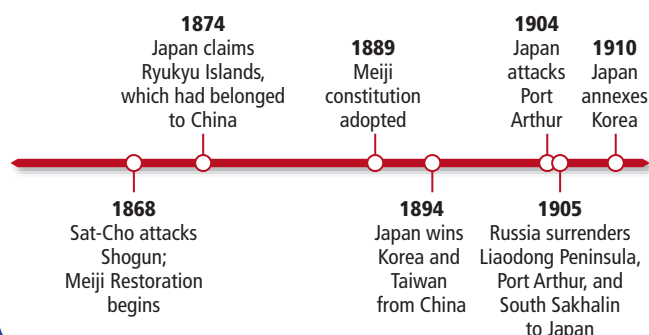 1874
Japan claims
Ryukyu Islands,
which had belonged
to China
1889
Meiji
constitution
adopted
1904
Japan
attacks
Port
Arthur
1910
Japan
annexes
Korea
1868
Sat-Cho attacks
Shogun;
Meiji Restoration
begins
1894
Japan wins
Korea and
Taiwan
from China
1905
Russia surrenders
Liaodong Peninsula,
Port Arthur, and
South Sakhalin
to Japan